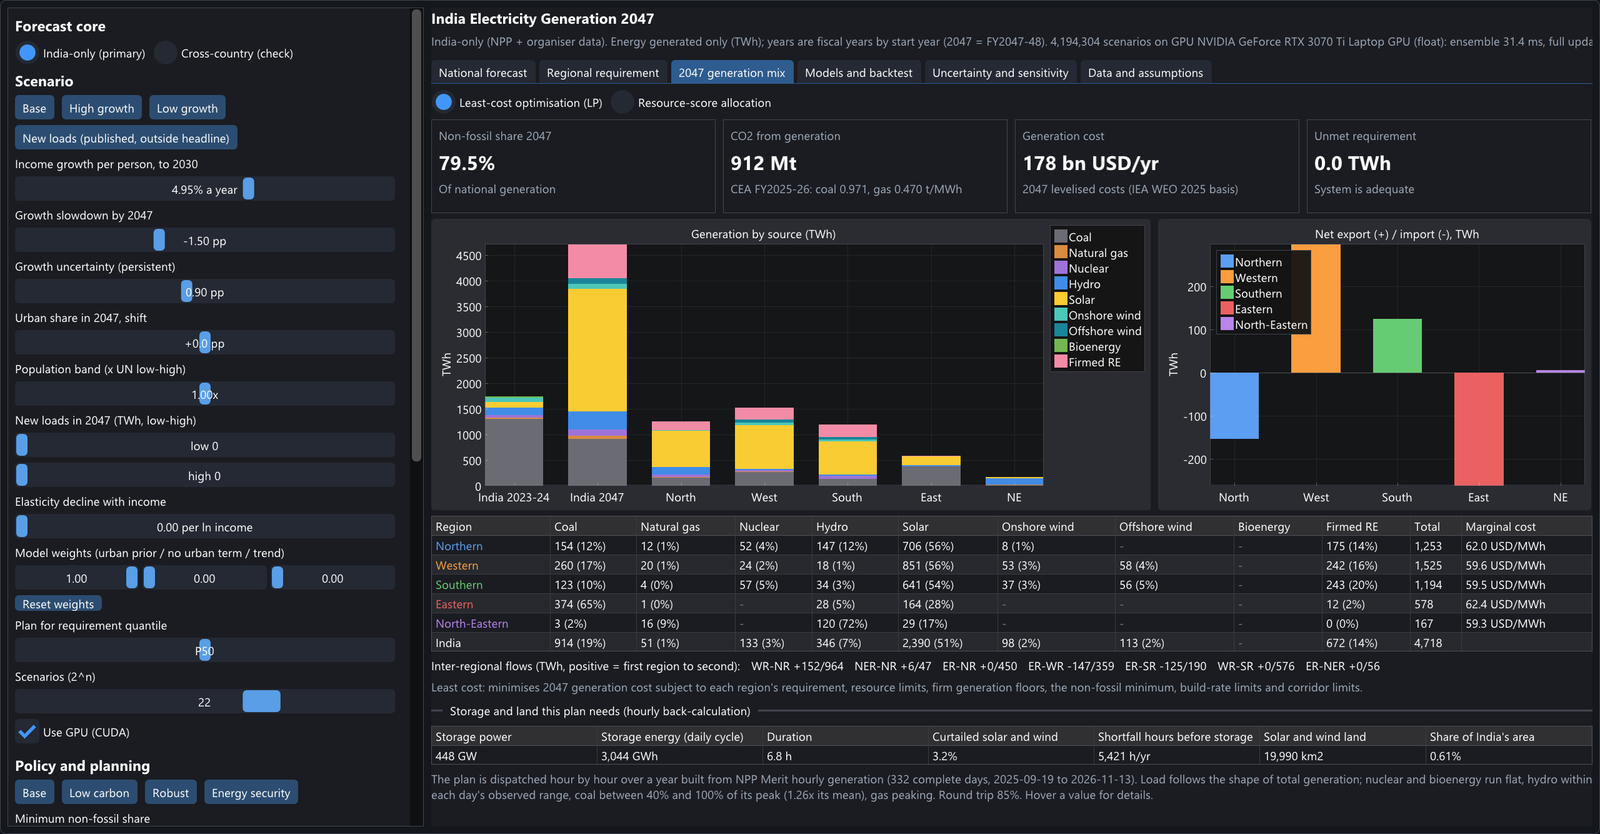 Forecast core
India-only (primary)
Cross-country (check)
Scenario
Base
High growth
Low growth
New loads (published, outside headline)
Income growth per person, to 2030
4.95% a year
Growth slowdown by 2047
-1.50 pp
Growth uncertainty (persistent)
0.90 pp
Urban share in 2047, shift
+0.0 pp
Population band (x UN low-high)
1.00x
New loads in 2047 (TWh, low-high)
low 0
high 0
Elasticity decline with income
0.00 per ln income
Model weights (urban prior / no urban term / trend)
1.00 0.00 0.00
Reset weights
Plan for requirement quantile
P50
Scenarios (2^n)
22
Use GPU (CUDA)
Policy and planning
Base
Low carbon
Robust
Energy security
Minimum non-fossil share
India Electricity Generation 2047
India-only (NPP + organiser data). Energy generated only (TWh); years are fiscal years by start year (2047 = FY2047-48). 4,194,304 scenarios on GPU NVIDIA GeForce RTX 3070 Ti Laptop GPU (float): ensemble 31.4 ms, full upda
National forecast
Regional requirement
2047 generation mix
Models and backtest
Uncertainty and sensitivity
Data and assumptions
Least-cost optimisation (LP)
Resource-score allocation
Non-fossil share 2047
79.5%
Of national generation
CO2 from generation
912 Mt
CEA FY2025-26: coal 0.971, gas 0.470 t/MWh
Generation cost
178 bn USD/yr
2047 levelised costs (IEA WEO 2025 basis)
Unmet requirement
0.0 TWh
System is adequate
Generation by source (TWh)
TWh
4500
4000
3500
3000
2500
2000
1500
1000
500
0
India 2023-24 India 2047 North West South East NE
Coal
Natural gas
Nuclear
Hydro
Solar
Onshore wind
Offshore wind
Bioenergy
Firmed RE
Net export (+) / import (-), TWh
TWh
200
100
0
-100
-200
Northern
Western
Southern
Eastern
North-Eastern
North West South East NE
Region Coal Natural gas Nuclear Hydro Solar Onshore wind Offshore wind Bioenergy Firmed RE Total Marginal cost
Northern 154 (12%) 12 (1%) 52 (4%) 147 (12%) 706 (56%) 8 (1%) - - 175 (14%) 1,253 62.0 USD/MWh
Western 260 (17%) 20 (1%) 24 (2%) 18 (1%) 851 (56%) 53 (3%) 58 (4%) - 242 (16%) 1,525 59.6 USD/MWh
Southern 123 (10%) 4 (0%) 57 (5%) 34 (3%) 641 (54%) 37 (3%) 56 (5%) - 243 (20%) 1,194 59.5 USD/MWh
Eastern 374 (65%) 1 (0%) - 28 (5%) 164 (28%) - - - 12 (2%) 578 62.4 USD/MWh
North-Eastern 3 (2%) 16 (9%) - 120 (72%) 29 (17%) - - - 0 (0%) 167 59.3 USD/MWh
India 914 (19%) 51 (1%) 133 (3%) 346 (7%) 2,390 (51%) 98 (2%) 113 (2%) - 672 (14%) 4,718
Inter-regional flows (TWh, positive = first region to second): WR-NR +152/964 NER-NR +6/47 ER-NR +0/450 ER-WR -147/359 ER-SR -125/190 WR-SR +0/576 ER-NER +0/56
Least cost: minimises 2047 generation cost subject to each region's requirement, resource limits, firm generation floors, the non-fossil minimum, build-rate limits and corridor limits.
Storage and land this plan needs (hourly back-calculation)
Storage power Storage energy (daily cycle) Duration Curtailed solar and wind Shortfall hours before storage Solar and wind land Share of India's area
448 GW 3,044 GWh 6.8 h 3.2% 5,421 h/yr 19,990 km2 0.61%
The plan is dispatched hour by hour over a year built from NPP Merit hourly generation (332 complete days, 2025-09-19 to 2026-11-13). Load follows the shape of total generation; nuclear and bioenergy run flat, hydro within
each day's observed range, coal between 40% and 100% of its peak (1.26x its mean), gas peaking. Round trip 85%. Hover a value for details.